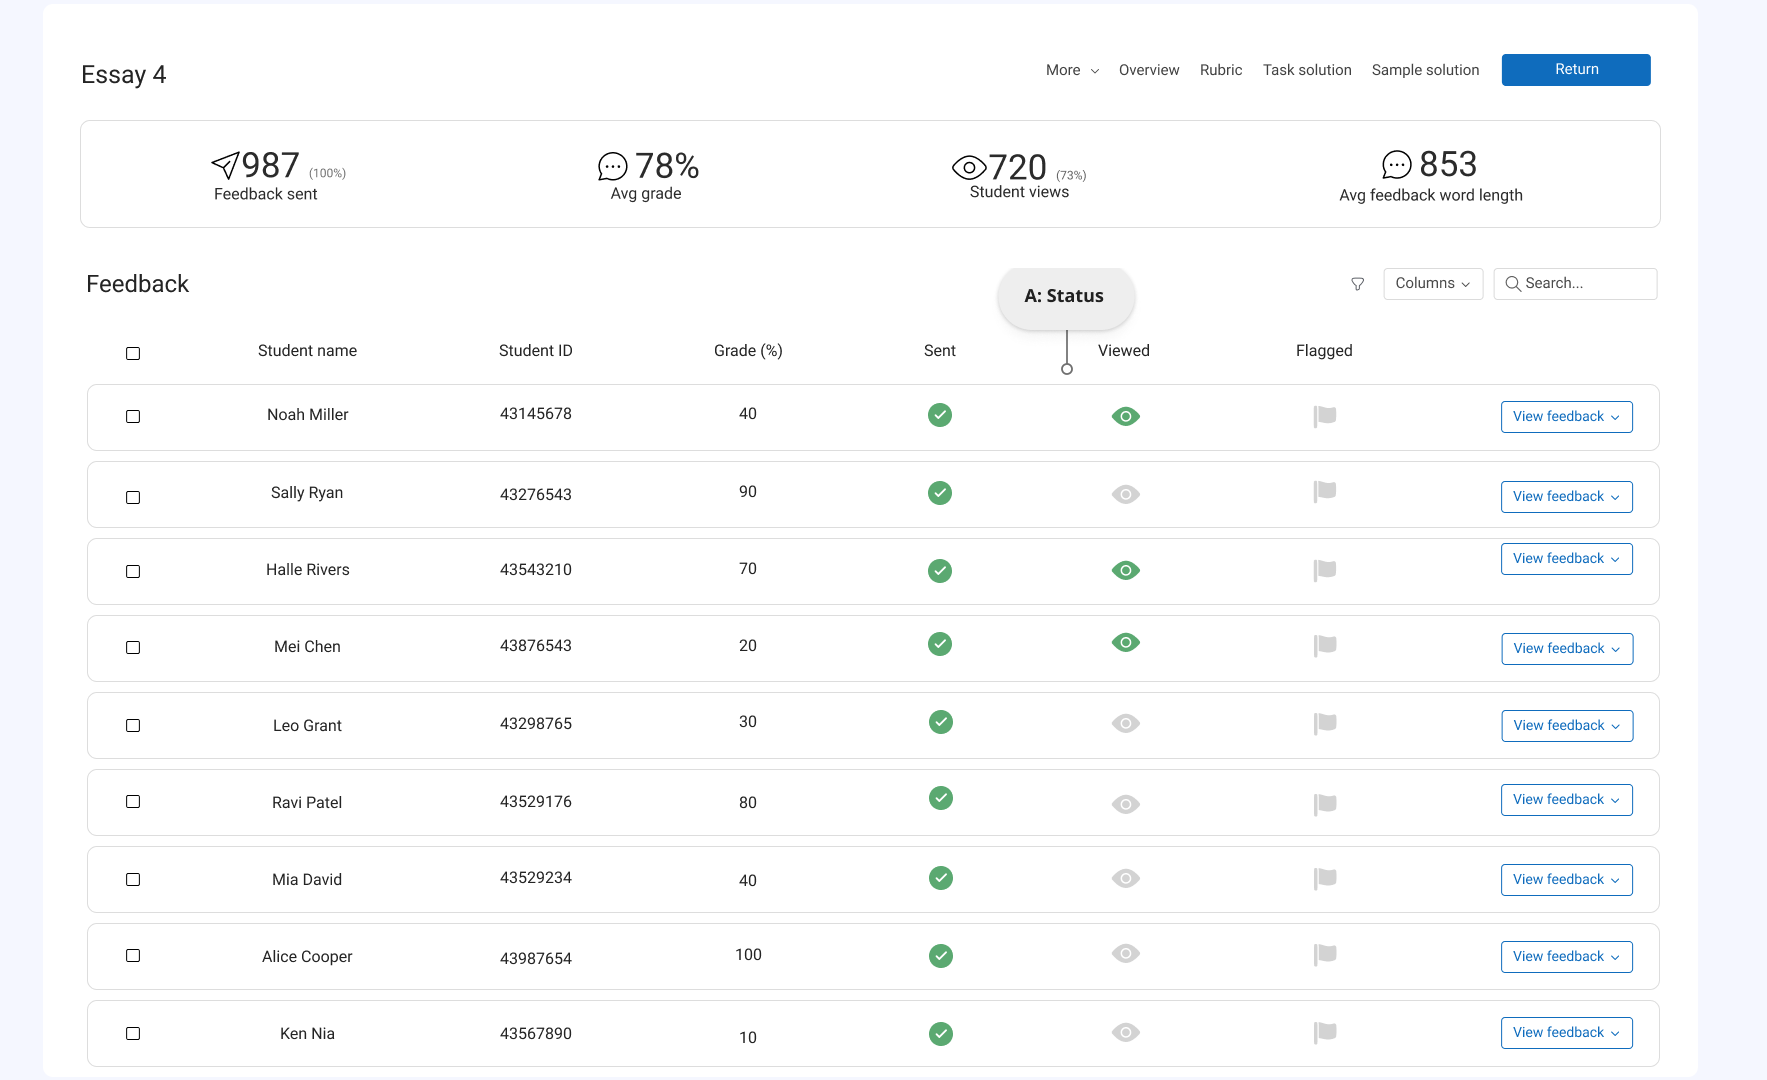 Essay 4
More Overview Rubric Task solution Sample solution Return
987 (100%) 78% 720 (73%) 853
Feedback sent Avg grade Student views Avg feedback word length
Feedback A: Status Columns Search...
Student name Student ID Grade (%) Sent Viewed Flagged
Noah Miller 43145678 40 View feedback
Sally Ryan 43276543 90 View feedback
Halle Rivers 43543210 70 View feedback
Mei Chen 43876543 20 View feedback
Leo Grant 43298765 30 View feedback
Ravi Patel 43529176 80 View feedback
Mia David 43529234 40 View feedback
Alice Cooper 43987654 100 View feedback
Ken Nia 43567890 10 View feedback